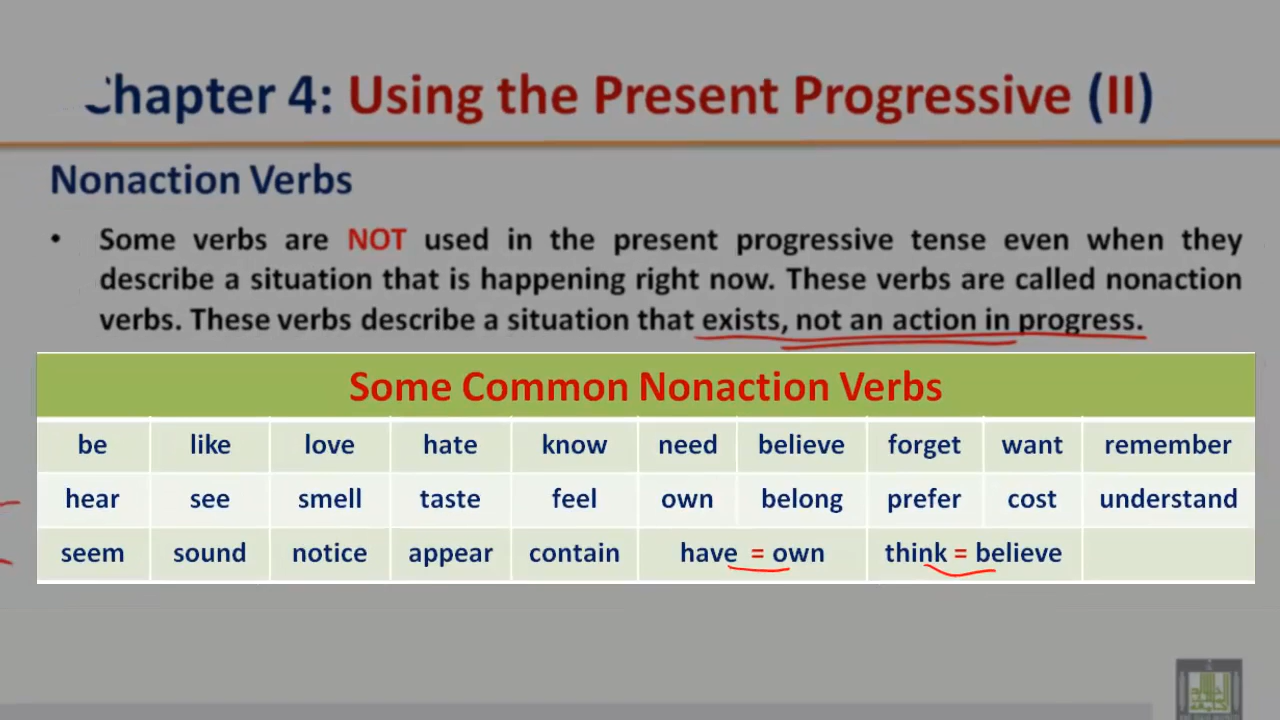 Chapter 4: Using the Present Progressive (II)
Nonaction Verbs
• Some verbs are NOT used in the present progressive tense even when they
describe a situation that is happening right now. These verbs are called nonaction
verbs. These verbs describe a situation that exists, not an action in progress.
Some Common Nonaction Verbs
be like love hate know need believe forget want remember
hear see smell taste feel own belong prefer cost understand
seem sound notice appear contain have = own think = believe